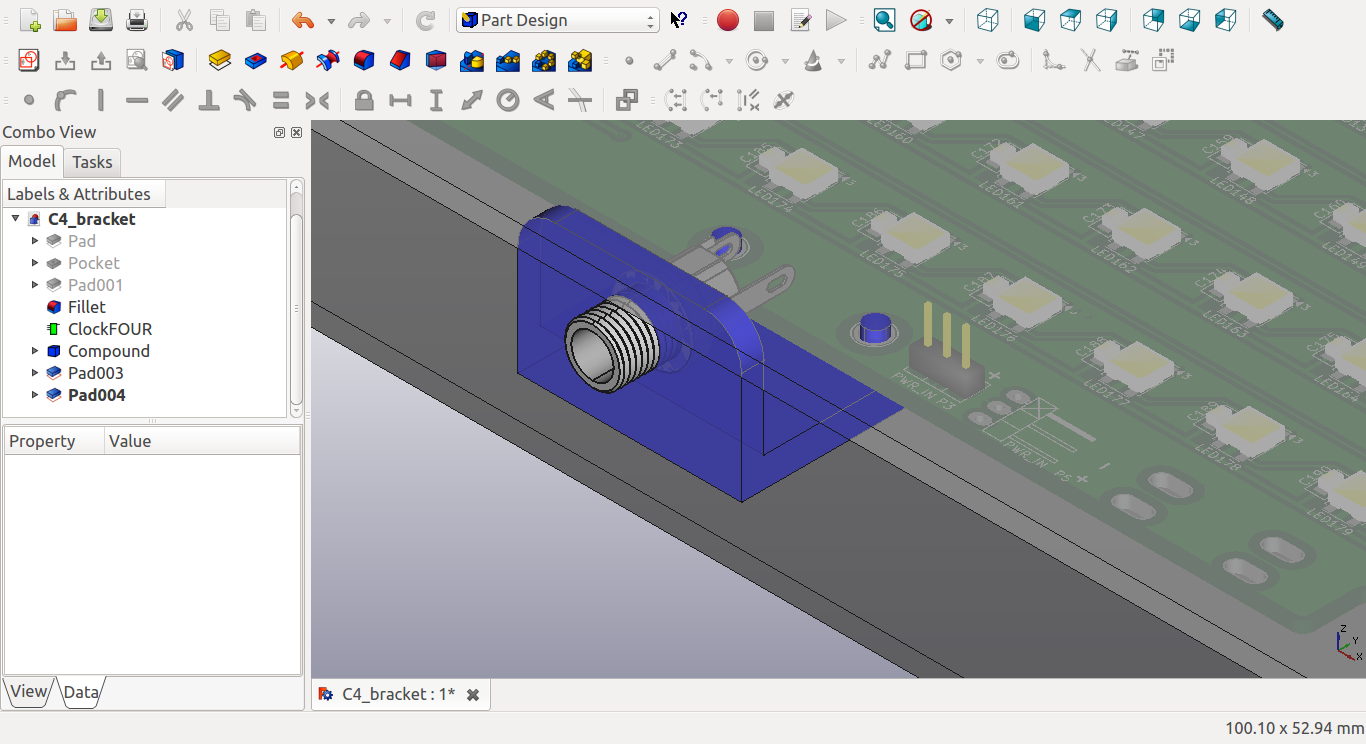 Part Design
Combo View
Model
Tasks
Labels & Attributes
C4_bracket
Pad
Pocket
Pad001
Fillet
ClockFOUR
Compound
Pad003
Pad004
Property
Value
View
Data
LED173
LED160
LED147
LED174
LED161
LED148
LED175
LED162
LED149
LED163
LED177
LED164
LED178
LED179
PWR_IN P3
+
PWR_IN P5 +
-
Z
Y
X
C4_bracket : 1*
100.10 x 52.94 mm